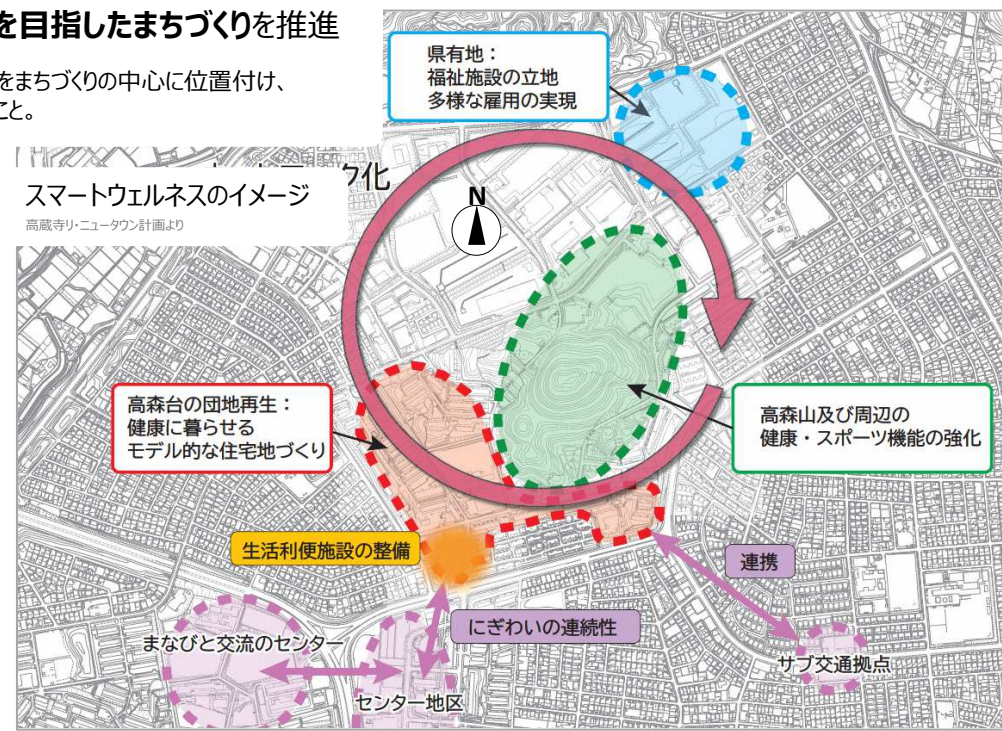 を目指したまちづくりを推進
をまちづくりの中心に位置付け、
こと。
スマートウェルネスのイメージ
高蔵寺リ・ニュータウン計画より
ク化
N
県有地：
福祉施設の立地
多様な雇用の実現
高森台の団地再生：
健康に暮らせる
モデル的な住宅地づくり
高森山及び周辺の
健康・スポーツ機能の強化
生活利便施設の整備
連携
にぎわいの連続性
まなびと交流のセンター
サブ交通拠点
センター地区